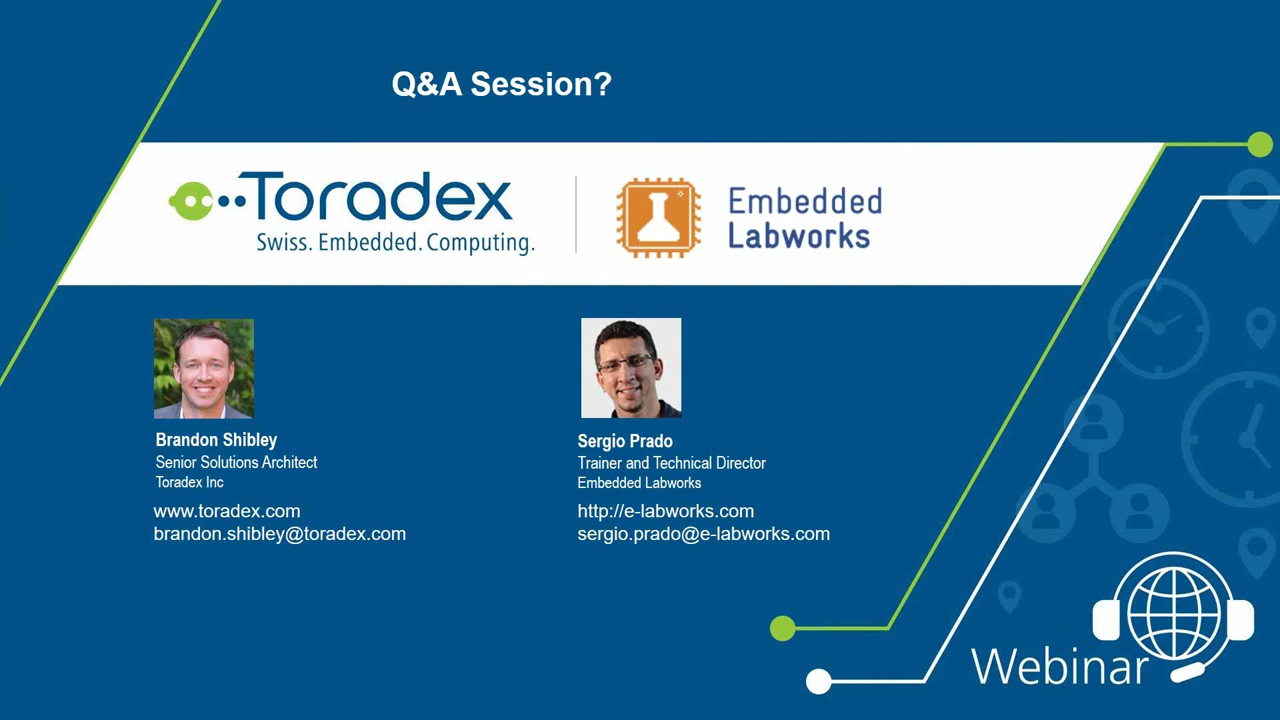 Q&A Session?
Toradex
Swiss. Embedded. Computing.
Embedded
Labworks
Brandon Shibley
Senior Solutions Architect
Toradex Inc
www.toradex.com
brandon.shibley@toradex.com
Sergio Prado
Trainer and Technical Director
Embedded Labworks
http://e-labworks.com
sergio.prado@e-labworks.com
Webinar